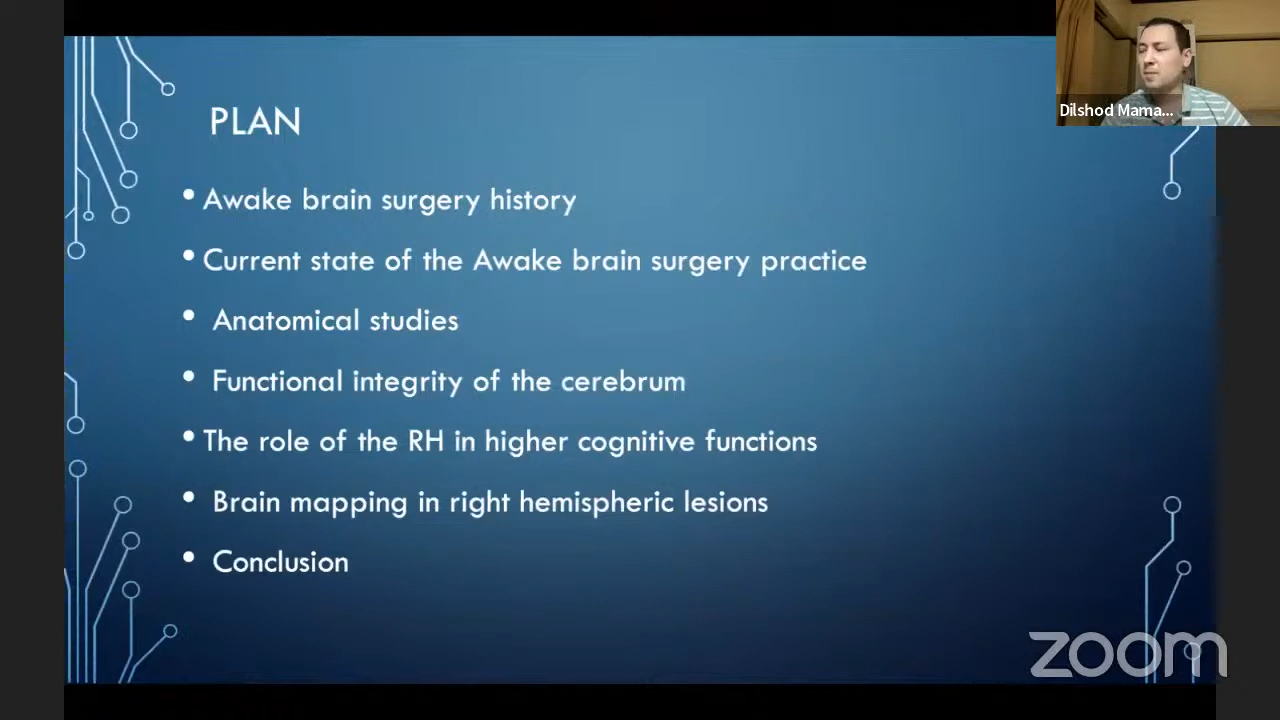 PLAN
• Awake brain surgery history
• Current state of the Awake brain surgery practice
• Anatomical studies
• Functional integrity of the cerebrum
• The role of the RH in higher cognitive functions
• Brain mapping in right hemispheric lesions
• Conclusion
Dilshod Mama...
zoom